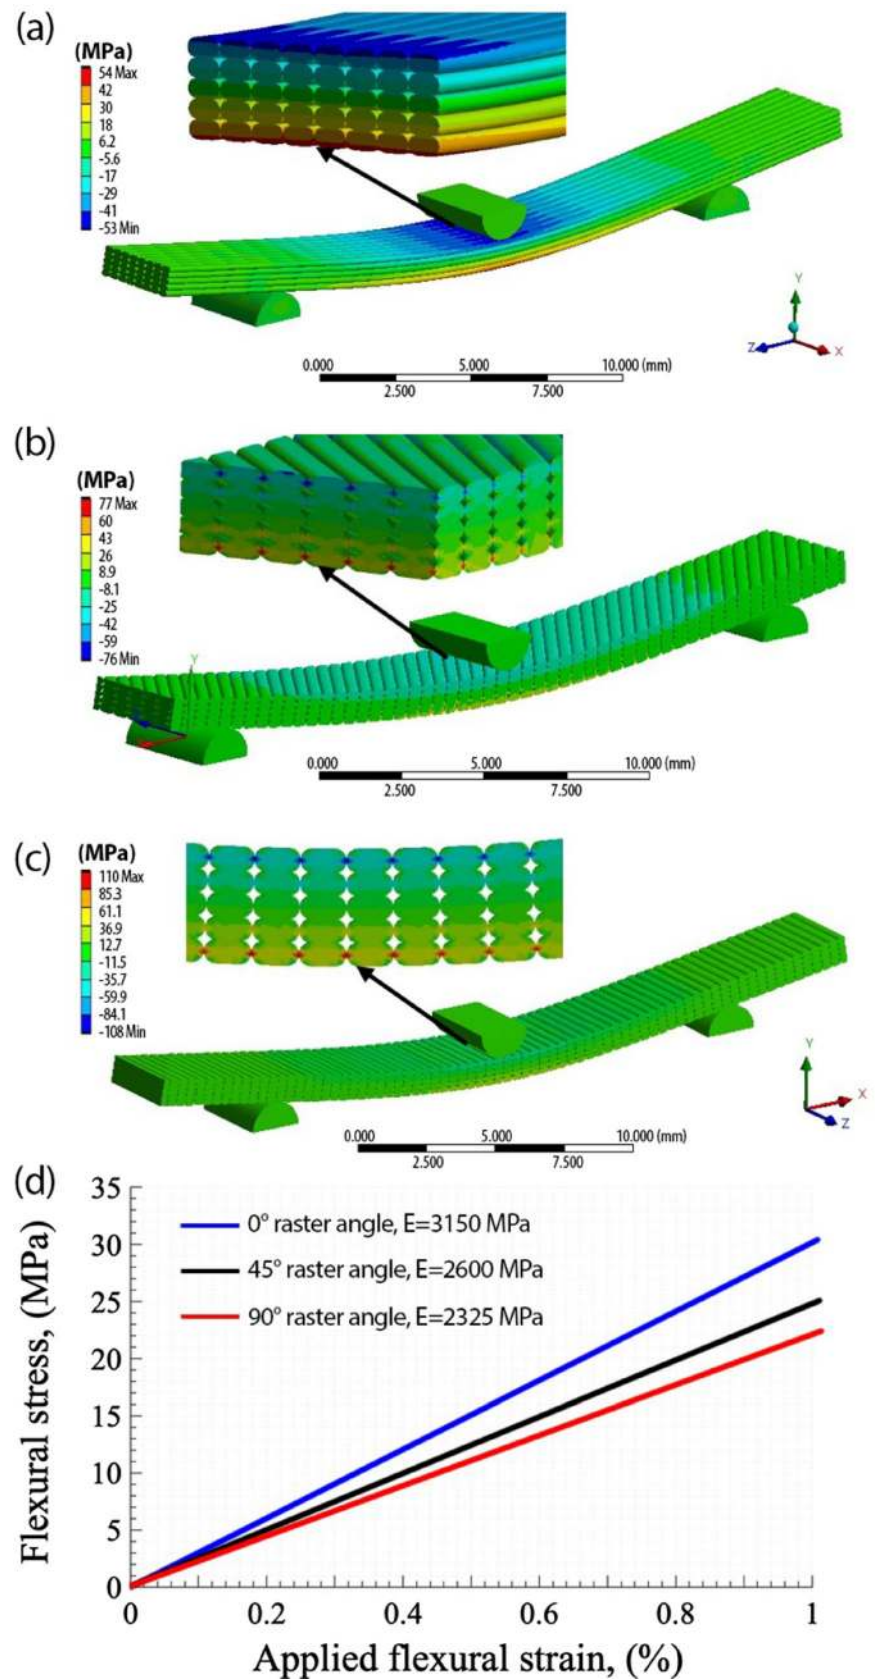 (a)
(MPa)
54 Max
42
30
18
6.2
-5.6
-17
-29
-41
-53 Min
Y
Z
X
0.000 5.000 10.000 (mm)
2.500 7.500
(b)
(MPa)
77 Max
60
43
26
8.9
-8.1
-25
-42
-59
-76 Min
Y
0.000 5.000 10.000 (mm)
2.500 7.500
(c)
(MPa)
110 Max
85.3
61.1
36.9
12.7
-11.5
-35.7
-59.9
-84.1
-108 Min
Y
X
Z
0.000 5.000 10.000 (mm)
2.500 7.500
(d)
Flexural stress, (MPa)
35
30
25
20
15
10
5
0
0° raster angle, E=3150 MPa
45° raster angle, E=2600 MPa
90° raster angle, E=2325 MPa
0 0.2 0.4 0.6 0.8 1
Applied flexural strain, (%)